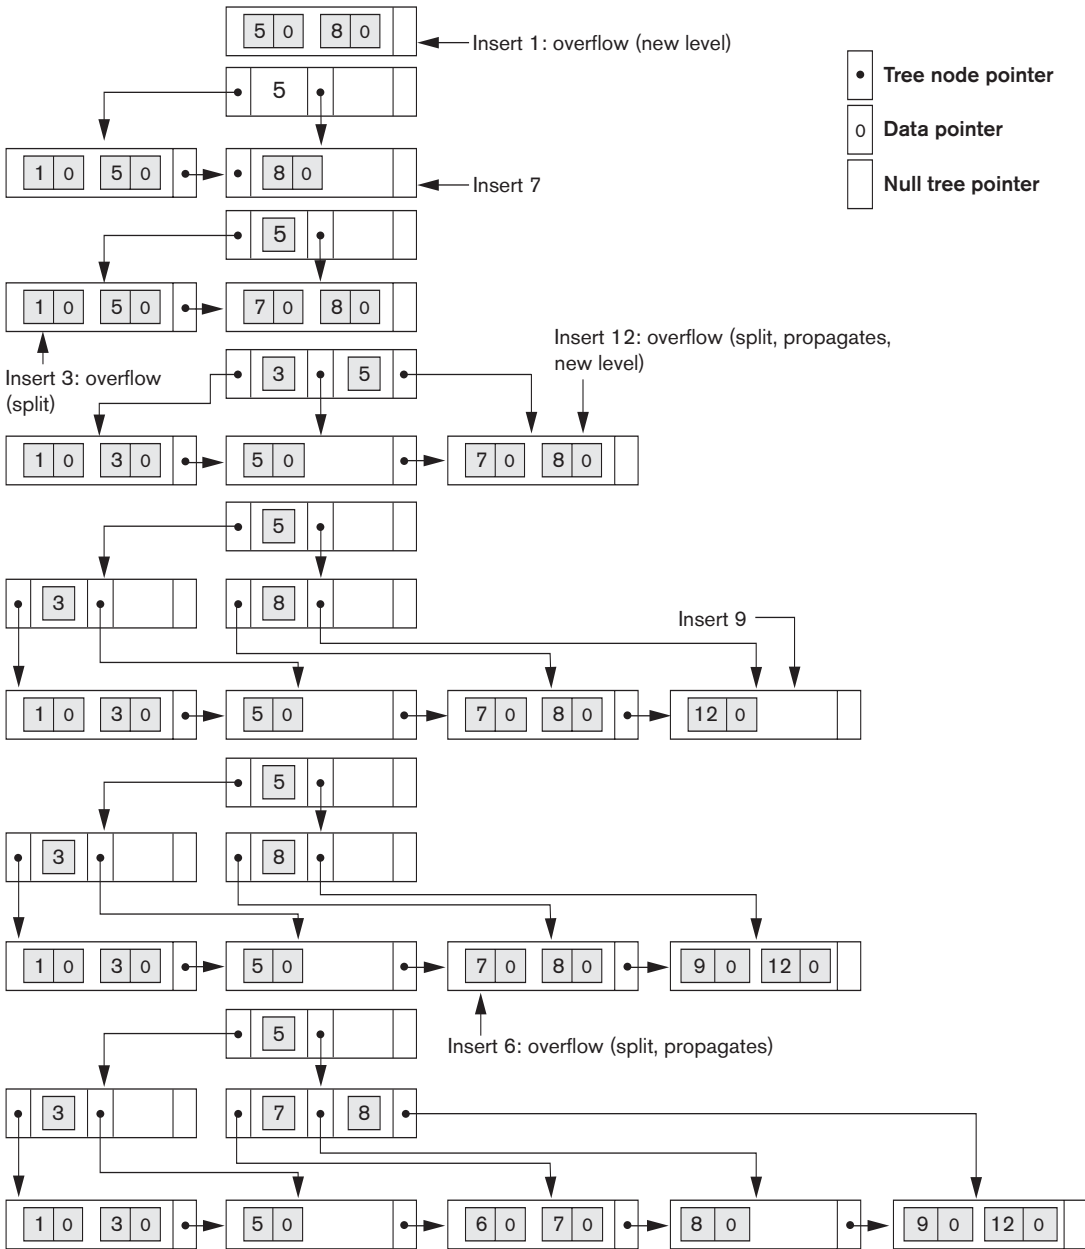 5 0 8 0
Insert 1: overflow (new level)
5
Tree node pointer
0 Data pointer
1 0 5 0 8 0
Insert 7
Null tree pointer
5
1 0 5 0 7 0 8 0
Insert 3: overflow
(split)
Insert 12: overflow (split, propagates,
new level)
3 5
1 0 3 0 5 0 7 0 8 0
5
3 8
Insert 9
1 0 3 0 5 0 7 0 8 0 12 0
5
3 8
1 0 3 0 5 0 7 0 8 0 9 0 12 0
Insert 6: overflow (split, propagates)
5
3 7 8
1 0 3 0 5 0 6 0 7 0 8 0 9 0 12 0